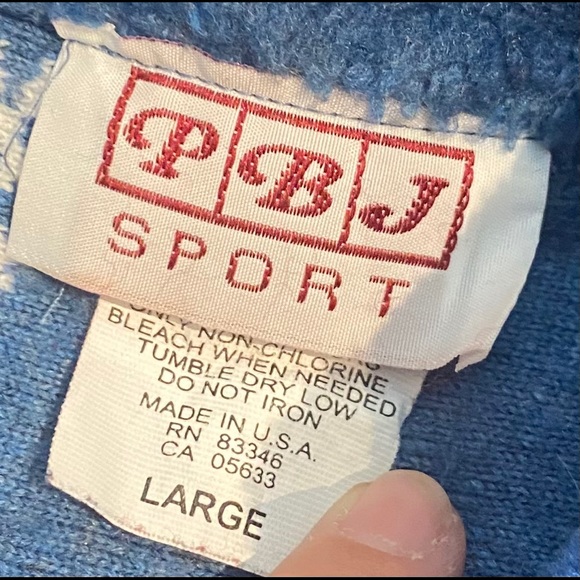 PBJ
SPORT
ONLY NON-CHLORINE
BLEACH WHEN NEEDED
TUMBLE DRY LOW
DO NOT IRON
MADE IN U.S.A.
RN 83346
CA 05633
LARGE